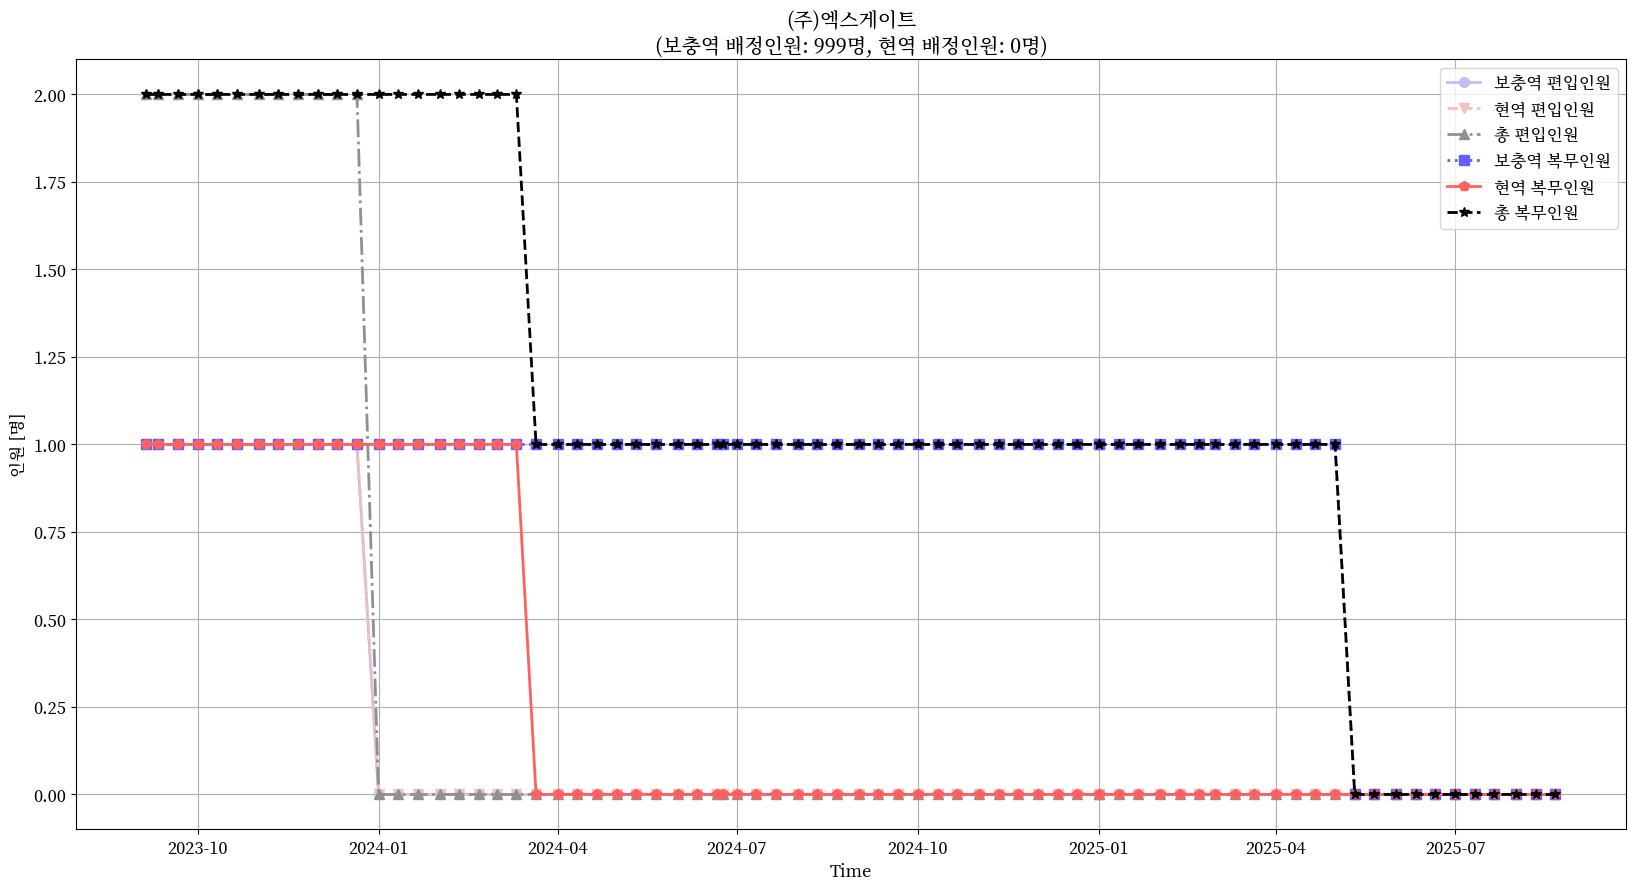 (주)엑스게이트
(보충역 배정인원: 999명, 현역 배정인원: 0명)
보충역 편입인원
현역 편입인원
총 편입인원
보충역 복무인원
현역 복무인원
총 복무인원
인원 [명]
2.00
1.75
1.50
1.25
1.00
0.75
0.50
0.25
0.00
2023-10 2024-01 2024-04 2024-07 2024-10 2025-01 2025-04 2025-07
Time